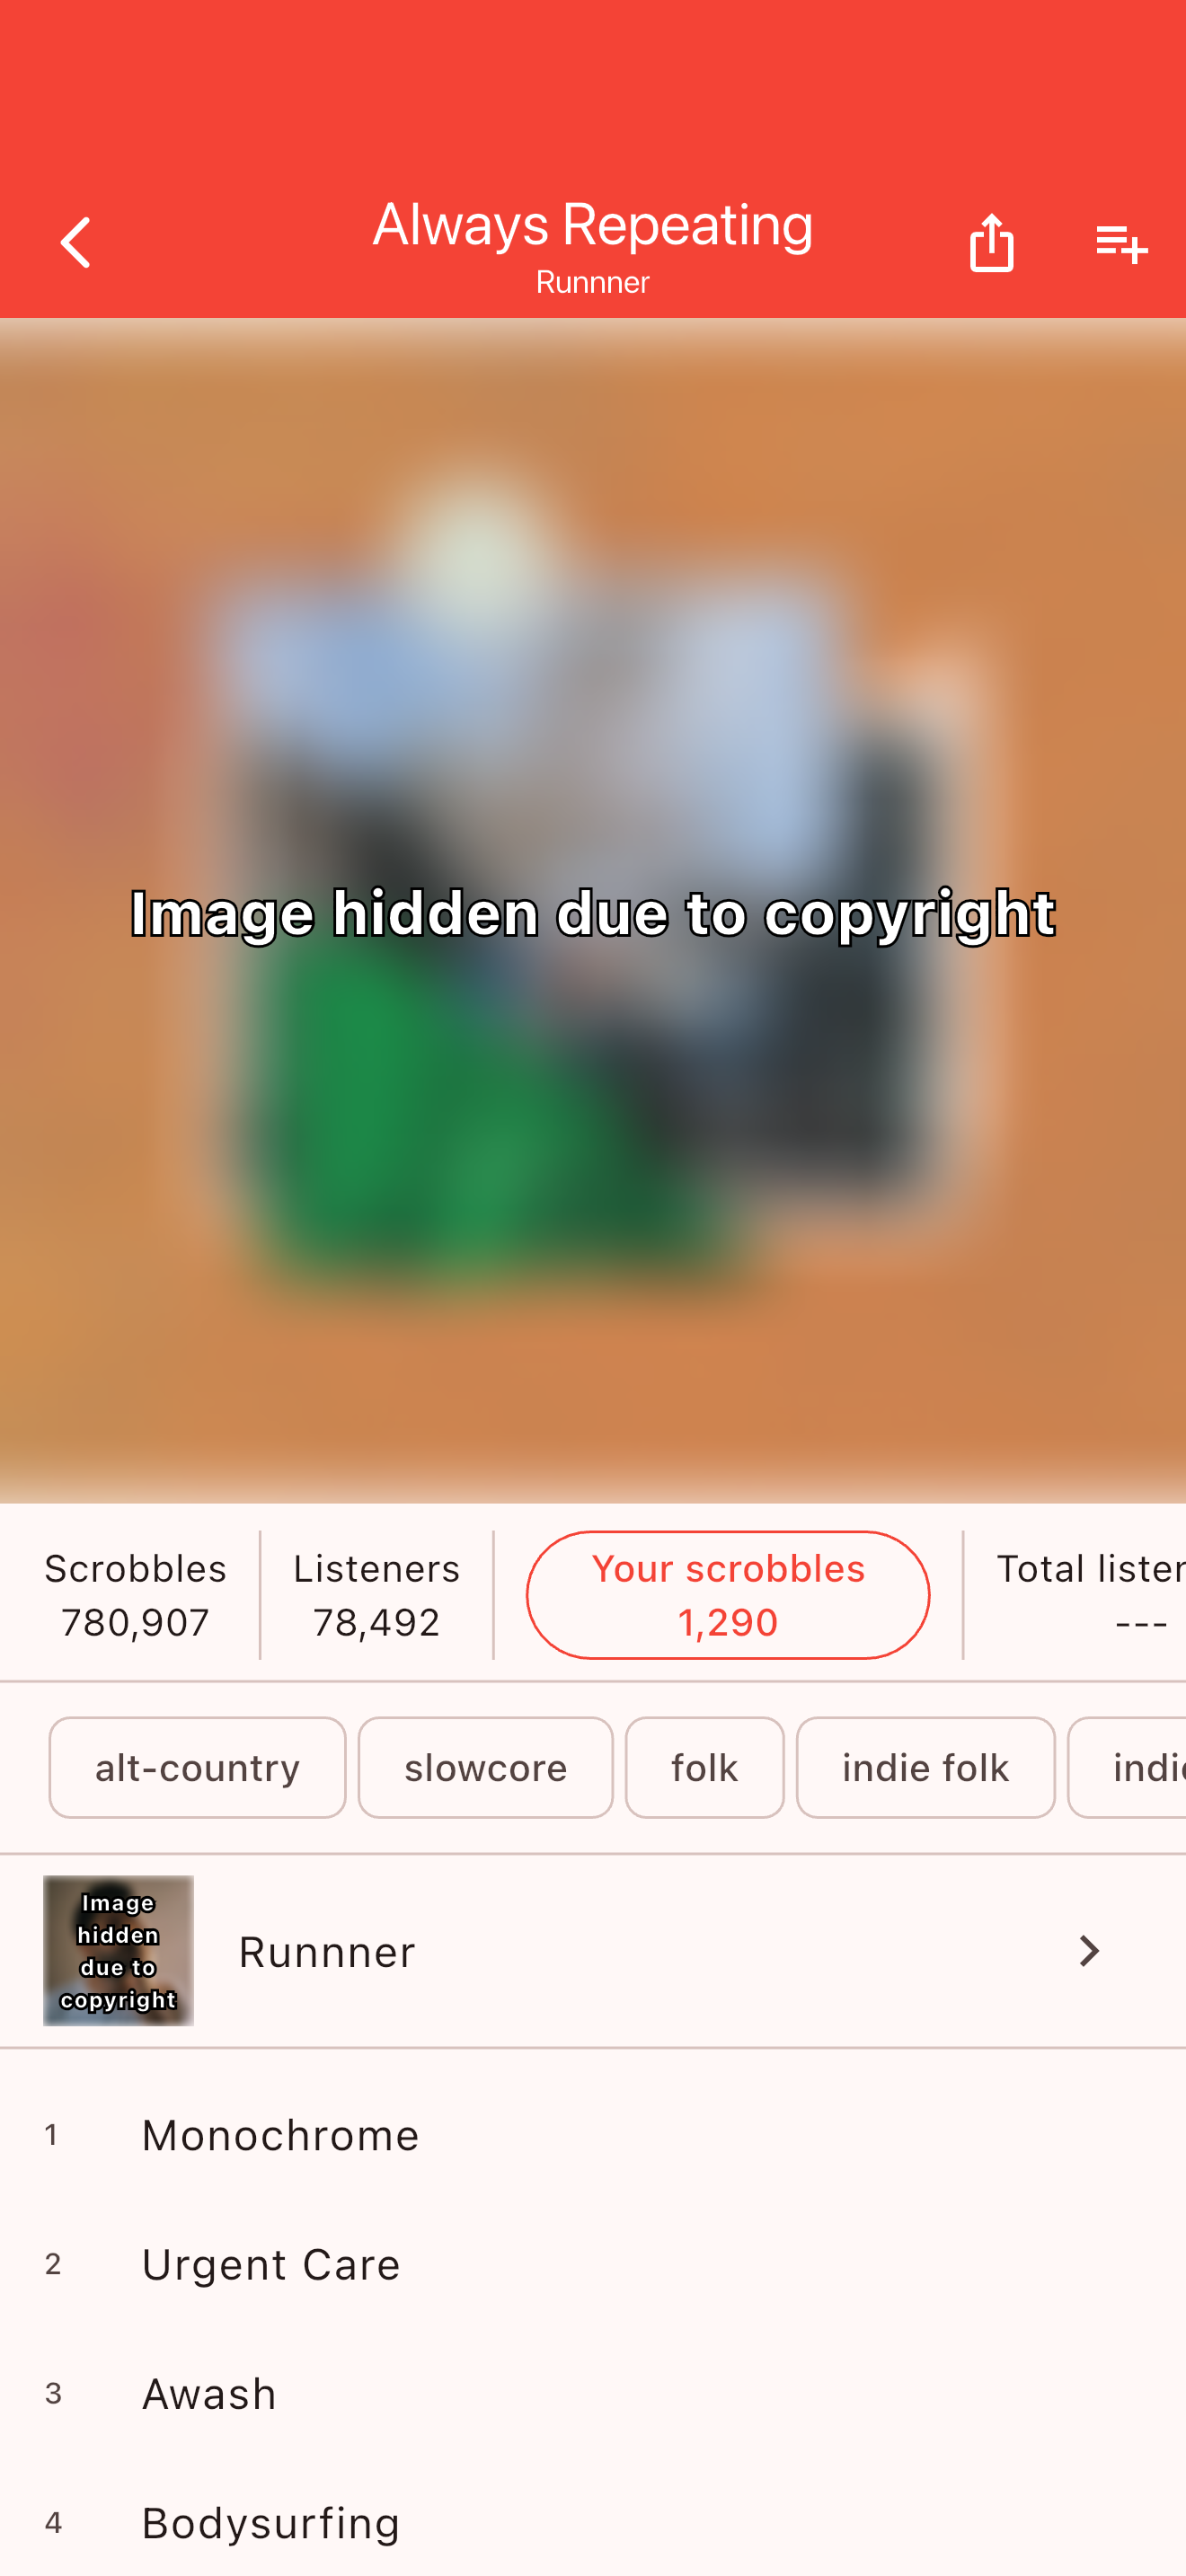 Always Repeating
Runnner
Image hidden due to copyright
Scrobbles
780,907
Listeners
78,492
Your scrobbles
1,290
Total listen
---
alt-country
slowcore
folk
indie folk
indie
Image
hidden
due to
copyright
Runnner
1 Monochrome
2 Urgent Care
3 Awash
4 Bodysurfing